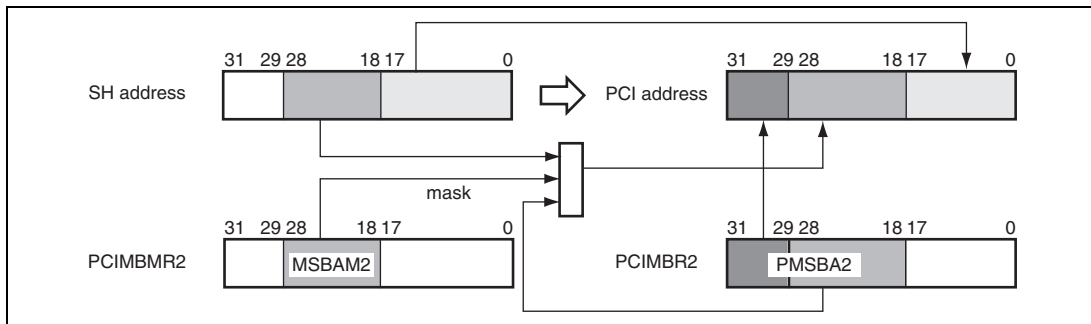 31 29 28 18 17 0
31 29 28 18 17 0
SH address
PCI address
mask
31 29 28 18 17 0
31 29 28 18 17 0
PCIMBMR2
MSBAM2
PCIMBR2
PMSBA2